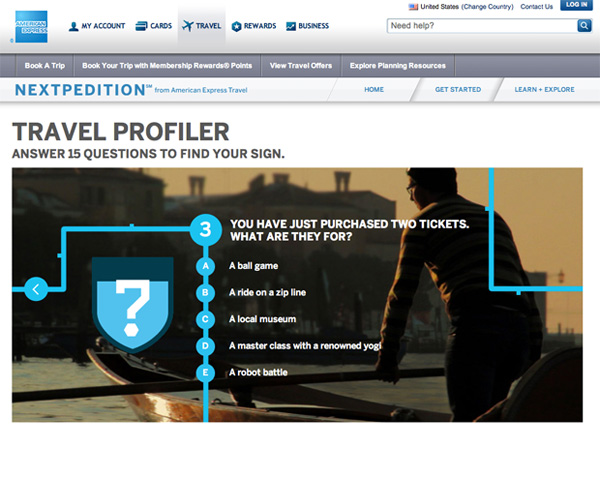 United States (Change Country) Contact Us LOG IN
AMERICAN EXPRESS
® MY ACCOUNT CARDS TRAVEL REWARDS BUSINESS
Need help?
Book A Trip Book Your Trip with Membership Rewards® Points View Travel Offers Explore Planning Resources
NEXTPEDITION℠ from American Express Travel HOME GET STARTED LEARN + EXPLORE
TRAVEL PROFILER
ANSWER 15 QUESTIONS TO FIND YOUR SIGN.
3 YOU HAVE JUST PURCHASED TWO TICKETS.
WHAT ARE THEY FOR?
?
A A ball game
B A ride on a zip line
C A local museum
D A master class with a renowned yogi
E A robot battle